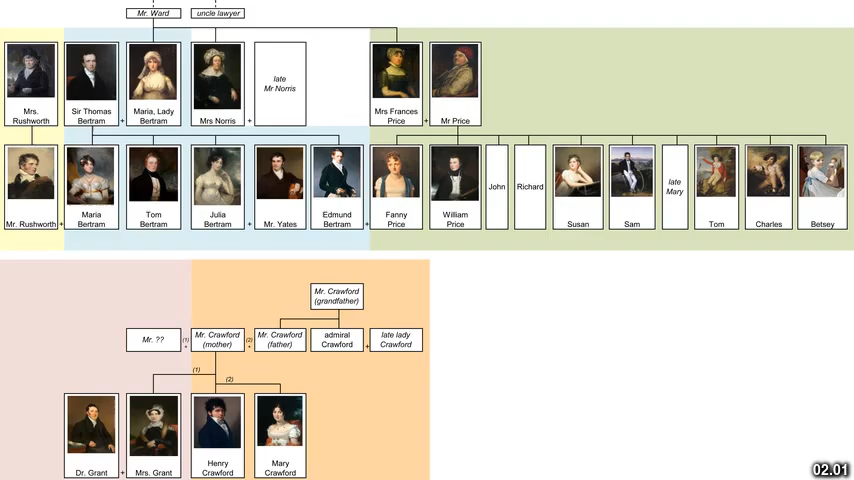 Mr. Ward
uncle lawyer
Mrs.
Rushworth
Sir Thomas
Bertram
+
Maria, Lady
Bertram
Mrs Norris
+
late
Mr Norris
Mrs Frances
Price
+
Mr Price
Mr. Rushworth
+
Maria
Bertram
Tom
Bertram
Julia
Bertram
+
Mr. Yates
Edmund
Bertram
+
Fanny
Price
William
Price
John
Richard
Susan
Sam
late
Mary
Tom
Charles
Betsey
Mr. Crawford
(grandfather)
Mr. ??
(1)
+
Mr. Crawford
(mother)
(2)
+
Mr. Crawford
(father)
admiral
Crawford
+
late lady
Crawford
(1)
(2)
Dr. Grant
+
Mrs. Grant
Henry
Crawford
Mary
Crawford
02.01